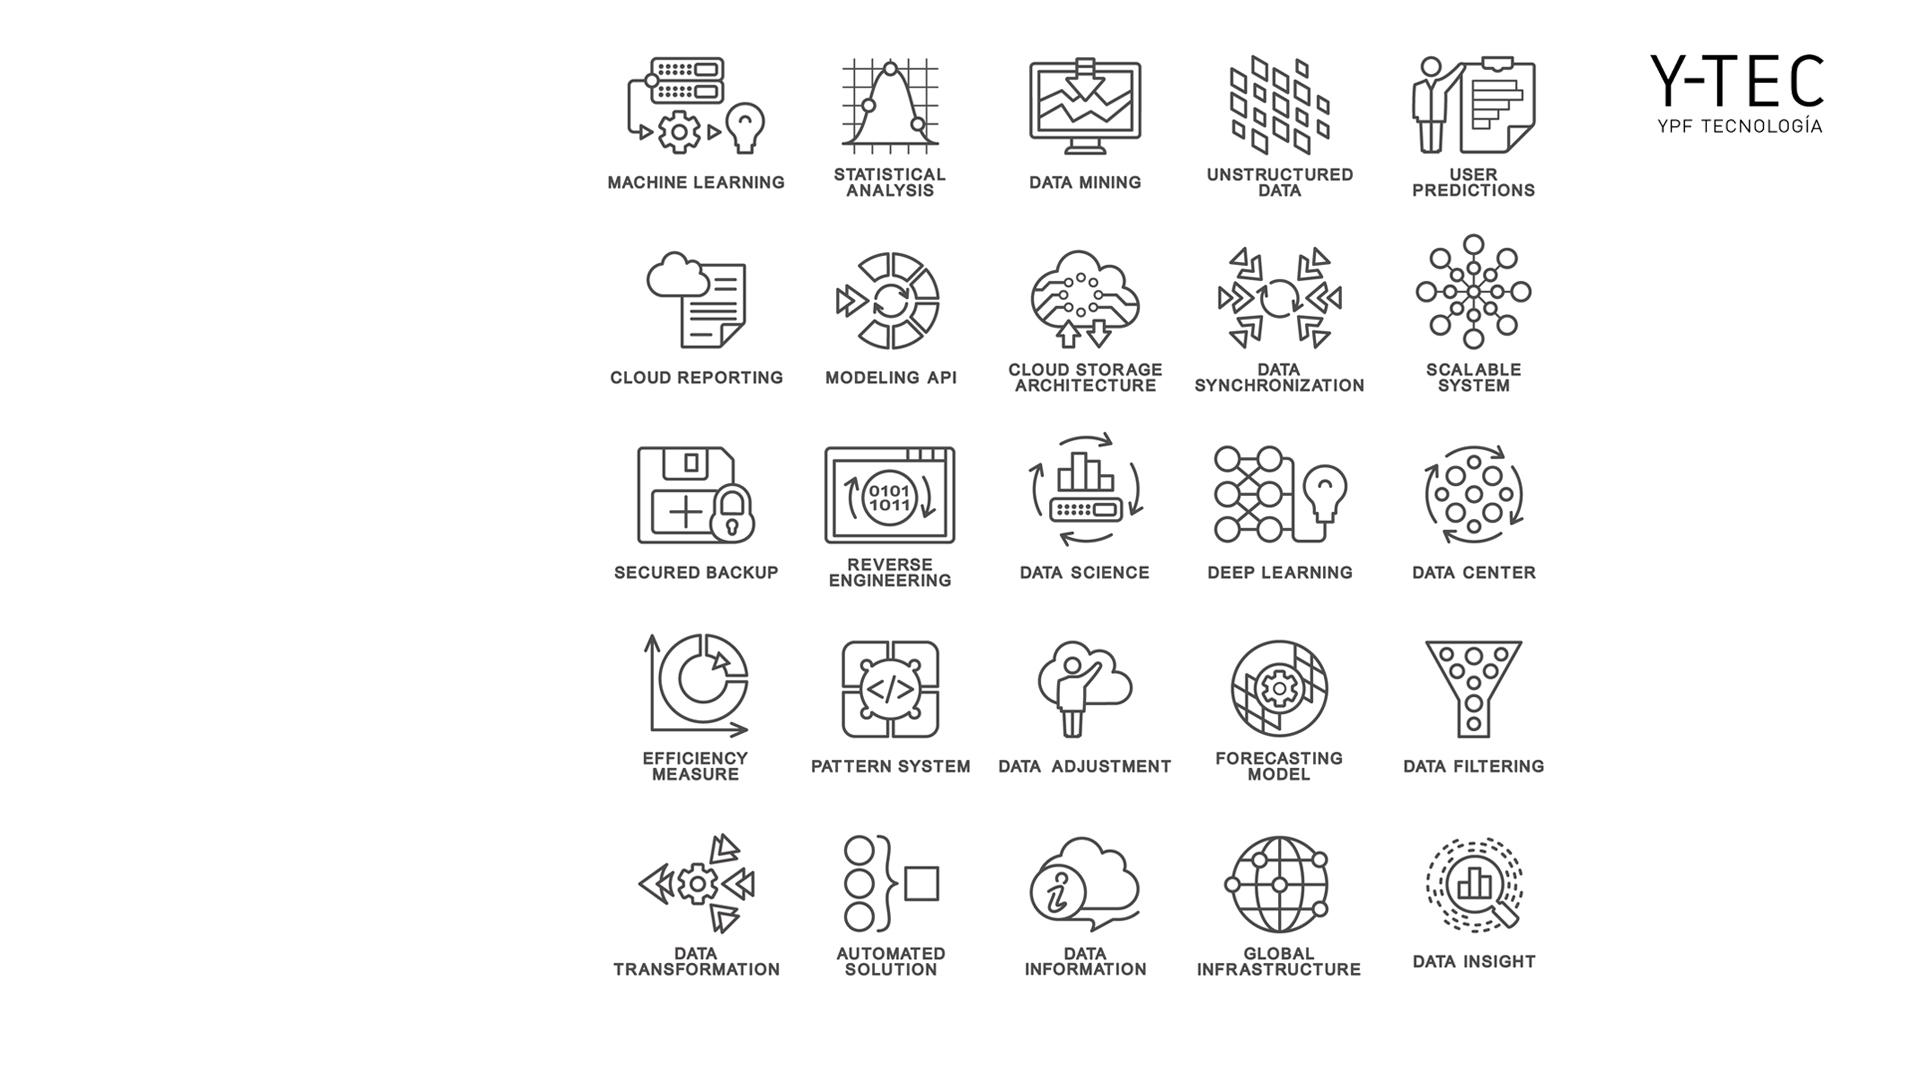 Y-TEC
YPF TECNOLOGÍA
MACHINE LEARNING
STATISTICAL
ANALYSIS
DATA MINING
UNSTRUCTURED
DATA
USER
PREDICTIONS
CLOUD REPORTING
MODELING API
CLOUD STORAGE
ARCHITECTURE
DATA
SYNCHRONIZATION
SCALABLE
SYSTEM
SECURED BACKUP
0101
1011
REVERSE
ENGINEERING
DATA SCIENCE
DEEP LEARNING
DATA CENTER
EFFICIENCY
MEASURE
</>
PATTERN SYSTEM
DATA ADJUSTMENT
FORECASTING
MODEL
DATA FILTERING
DATA
TRANSFORMATION
AUTOMATED
SOLUTION
i
DATA
INFORMATION
GLOBAL
INFRASTRUCTURE
DATA INSIGHT